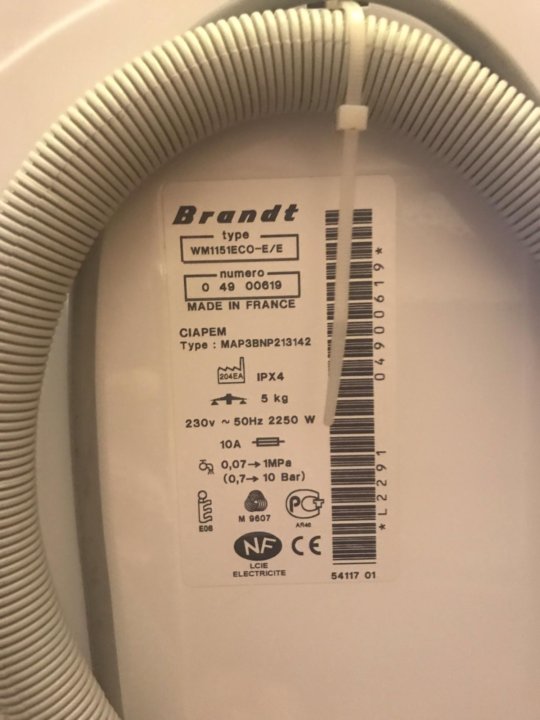 Brandt
type
WM1151ECO-E/E
numero
0 49 00619
MADE IN FRANCE
CIAPEM
Type : MAP3BNP213142
204EA
IPX4
5 kg
230v ~ 50Hz 2250 W
10A
0,07→1MPa
(0,7→ 10 Bar)
E06
M 9607
PCT
AR46
NF
CE
LCIE
ELECTRICITE
*L2291 04900619*
54117 01